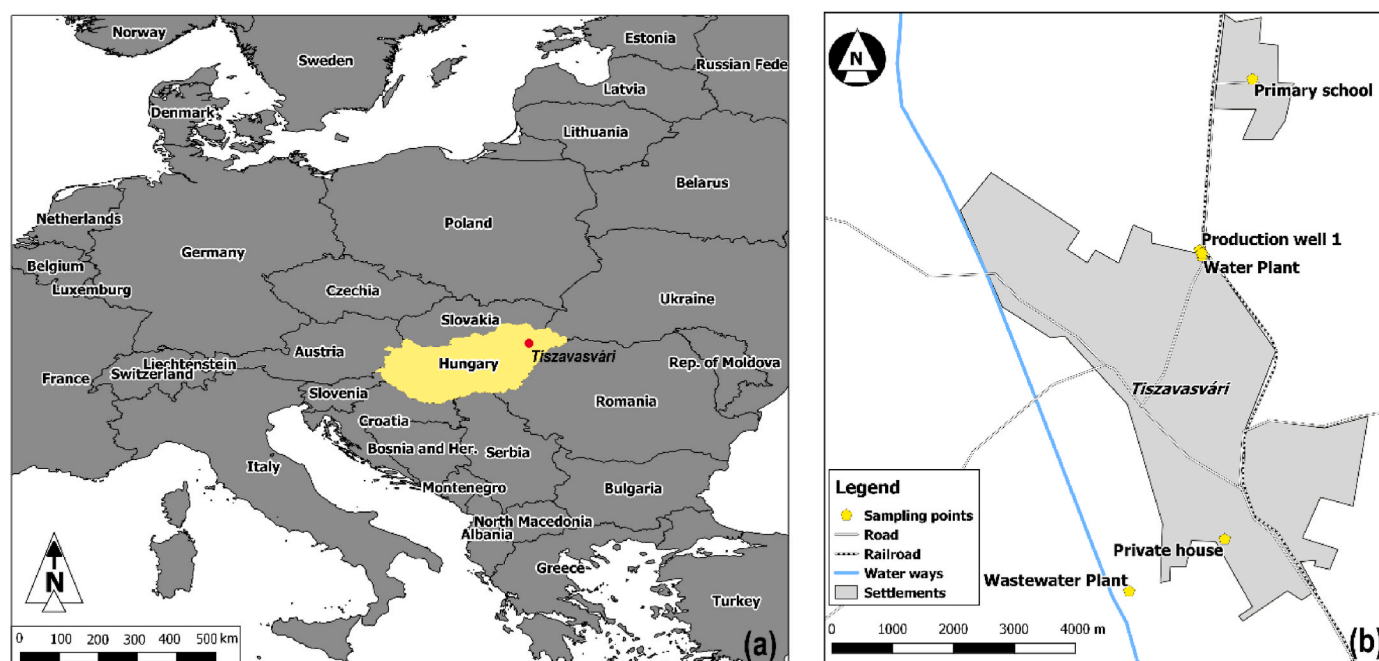 Norway
Sweden
Estonia
Russian Fede
Latvia
Denmark
Lithuania
Belarus
Netherlands
Poland
Germany
Belgium
Luxemburg
Czechia
Ukraine
Slovakia
Austria
Tiszavasvári
Liechtenstein
Switzerland
Hungary
Rep. of Moldova
France
Slovenia
Romania
Croatia
Bosnia and Her.
Serbia
Italy
Montenegro
Bulgaria
North Macedonia
Albania
Greece
Turkey
N
0 100 200 300 400 500 km
(a)
N
Primary school
Production well 1
Water Plant
Tiszavasvári
Legend
Sampling points
Road
Railroad
Water ways
Settlements
Private house
Wastewater Plant
0 1000 2000 3000 4000 m
(b)